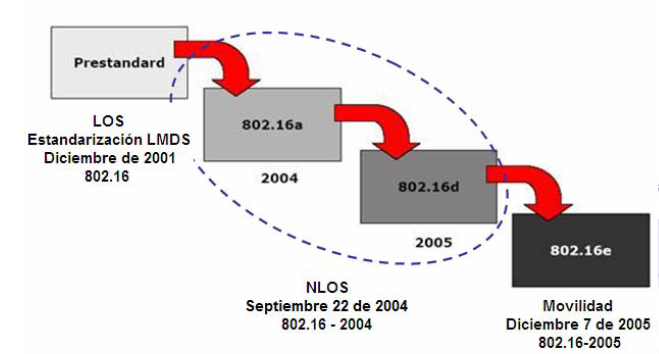 Prestandard
LOS
Estandarización LMDS
Diciembre de 2001
802.16
802.16a
2004
802.16d
2005
NLOS
Septiembre 22 de 2004
802.16 - 2004
802.16e
Movilidad
Diciembre 7 de 2005
802.16-2005